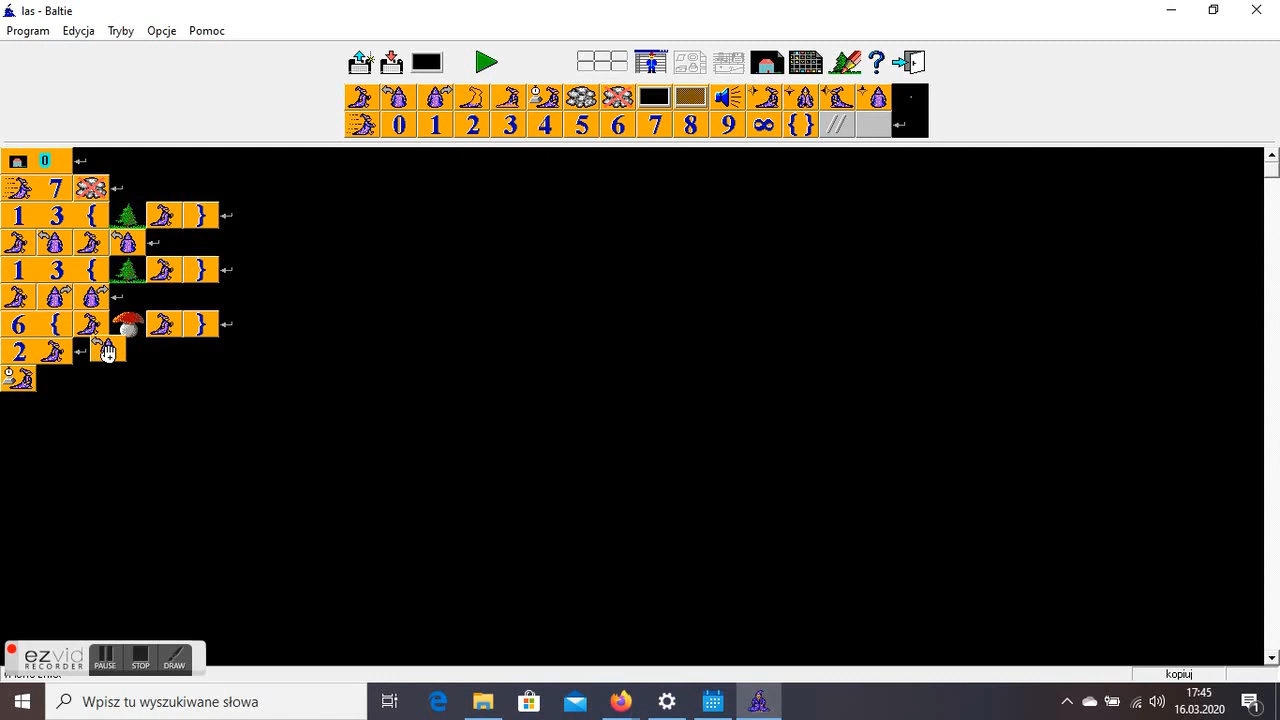 las - Baltie
Program Edycja Tryby Opcje Pomoc
0 1 2 3 4 5 6 7 8 9 ∞ { } //
0
7
1 3 { }
1 3 { }
6 { }
2
ezvid
RECORDER
PAUSE STOP DRAW
kopiuj
Wpisz tu wyszukiwane słowa
17:45
16.03.2020
1